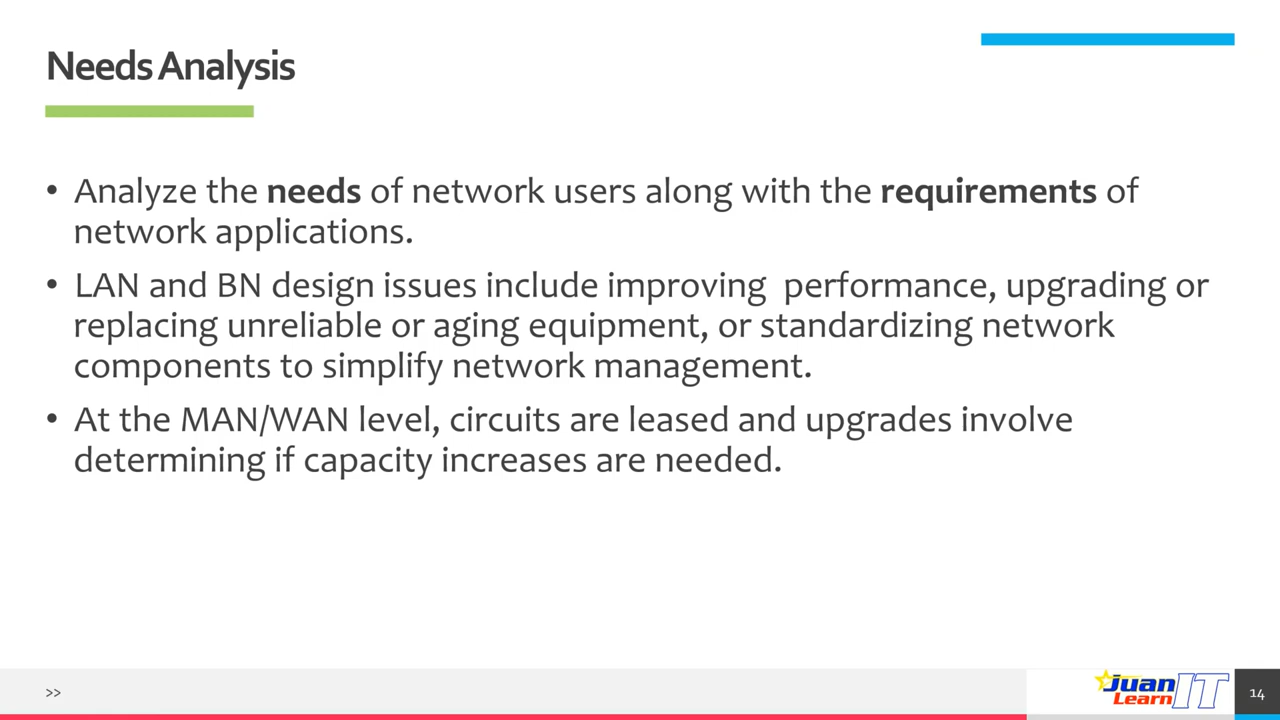 Needs Analysis
• Analyze the needs of network users along with the requirements of
network applications.
• LAN and BN design issues include improving  performance, upgrading or
replacing unreliable or aging equipment, or standardizing network
components to simplify network management.
• At the MAN/WAN level, circuits are leased and upgrades involve
determining if capacity increases are needed.
>>
Juan
Learn
IT
14